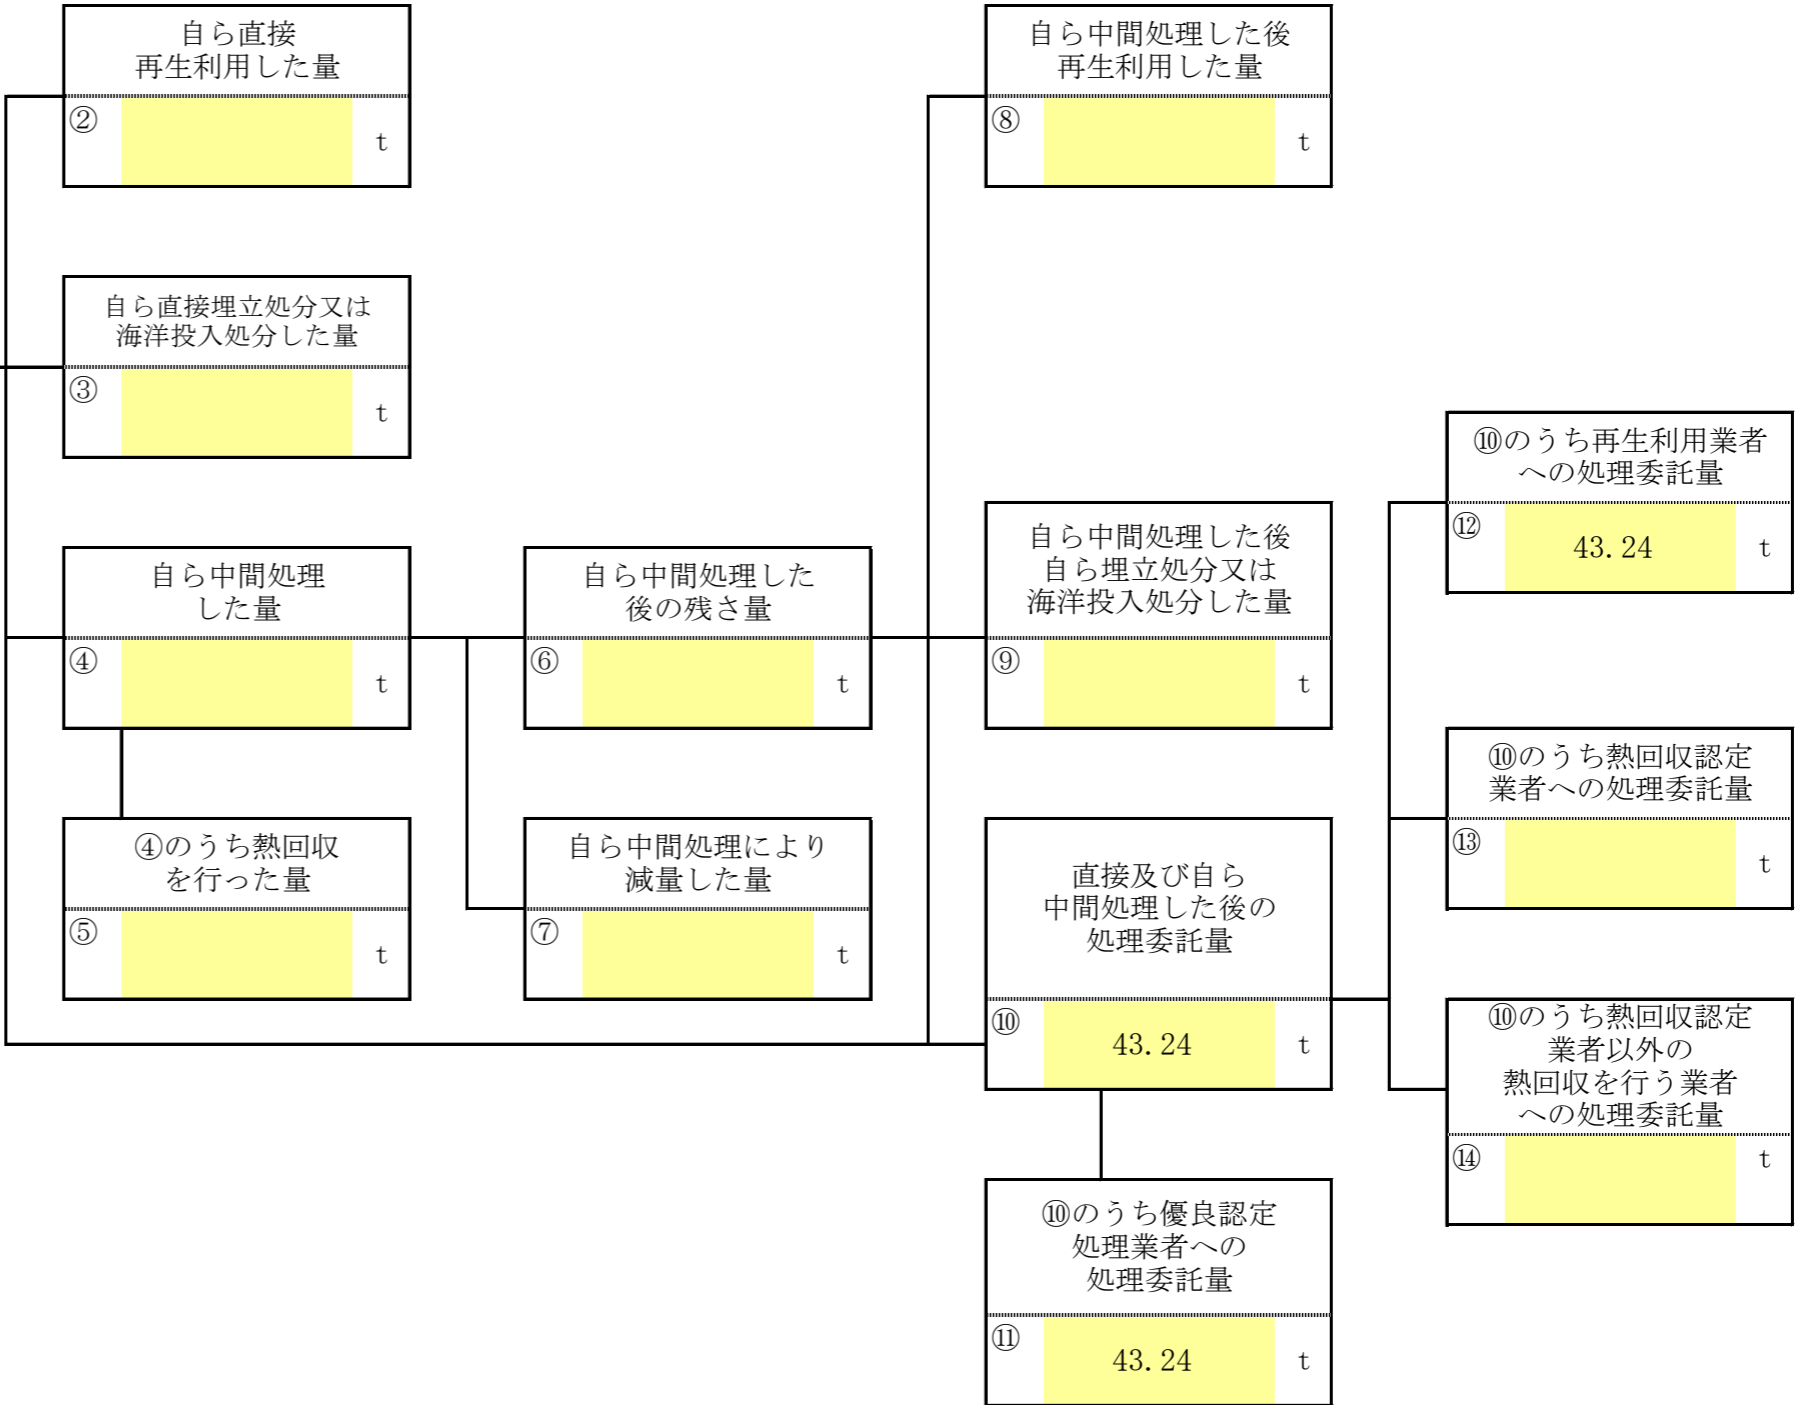 自ら直接
再生利用した量
②
t
自ら中間処理した後
再生利用した量
⑧
t
自ら直接埋立処分又は
海洋投入処分した量
③
t
⑩のうち再生利用業者
への処理委託量
⑫
43.24
t
自ら中間処理
した量
④
t
自ら中間処理した
後の残さ量
⑥
t
自ら中間処理した後
自ら埋立処分又は
海洋投入処分した量
⑨
t
⑩のうち熱回収認定
業者への処理委託量
⑬
t
④のうち熱回収
を行った量
⑤
t
自ら中間処理により
減量した量
⑦
t
直接及び自ら
中間処理した後の
処理委託量
⑩
43.24
t
⑩のうち熱回収認定
業者以外の
熱回収を行う業者
への処理委託量
⑭
t
⑩のうち優良認定
処理業者への
処理委託量
⑪
43.24
t